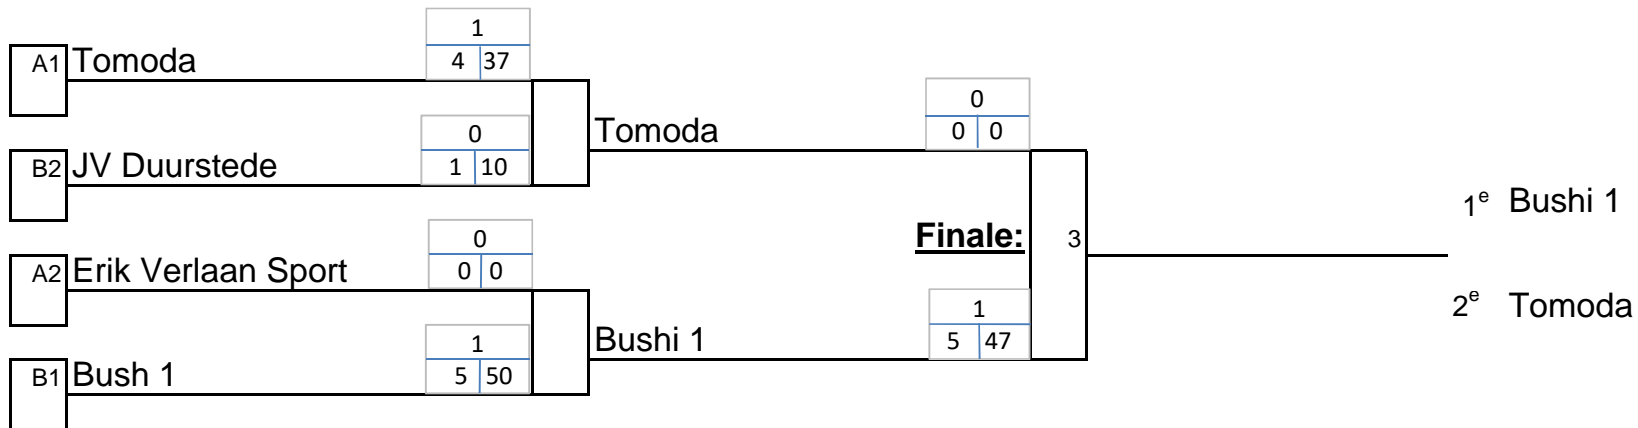 1
4 37
A1 Tomoda
0
1 10
B2 JV Duurstede
Tomoda
0
0 0
0
0 0
A2 Erik Verlaan Sport
1
5 50
B1 Bush 1
Bushi 1
Finale:
3
1
5 47
1e Bushi 1
2e Tomoda